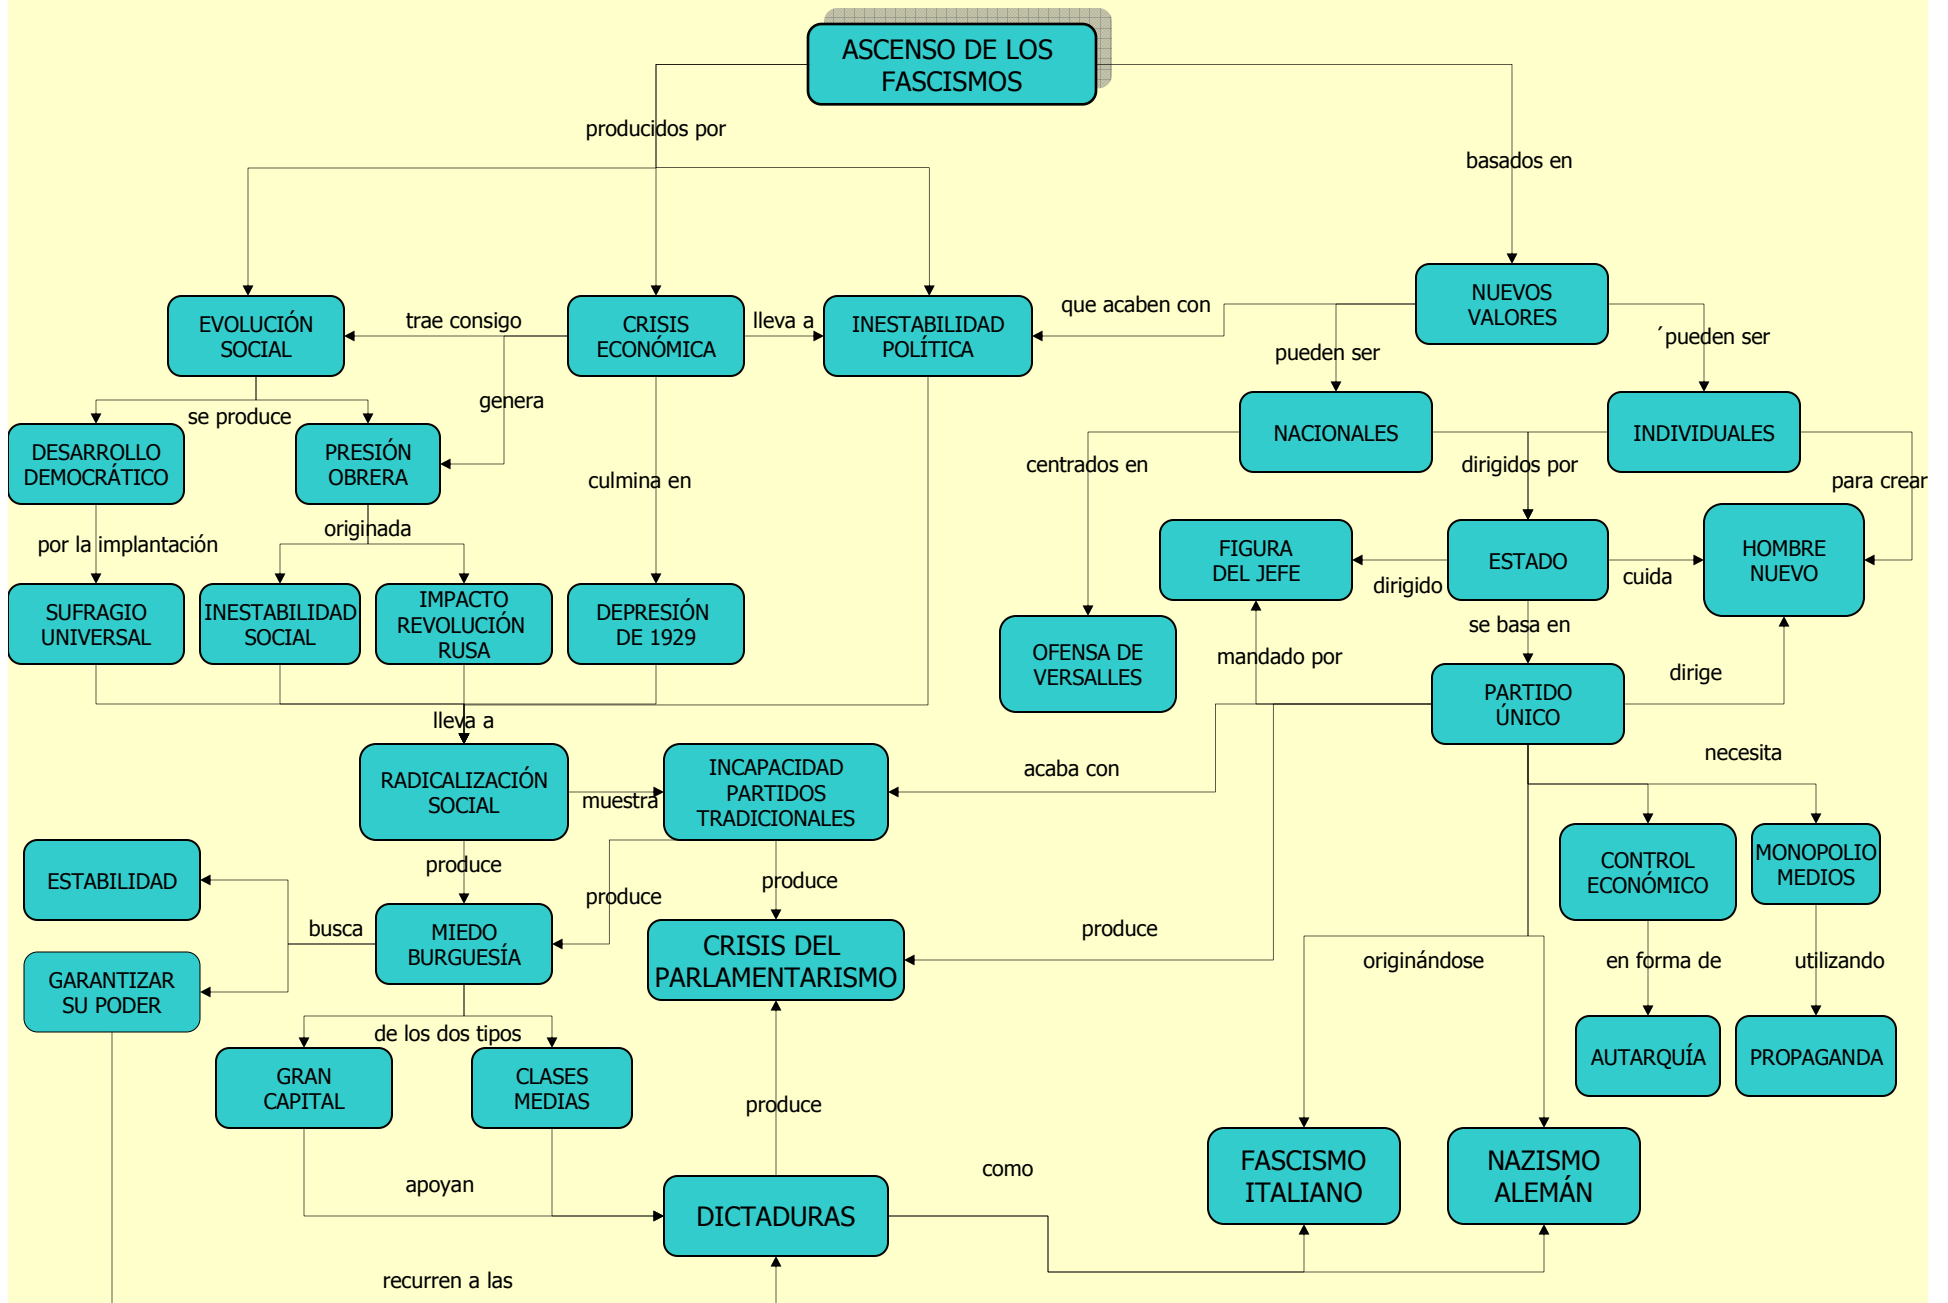 ASCENSO DE LOS
FASCISMOS
producidos por
basados en
EVOLUCIÓN
SOCIAL
trae consigo
CRISIS
ECONÓMICA
lleva a
INESTABILIDAD
POLÍTICA
que acaben con
NUEVOS
VALORES
pueden ser
´pueden ser
se produce
genera
DESARROLLO
DEMOCRÁTICO
PRESIÓN
OBRERA
culmina en
NACIONALES
INDIVIDUALES
centrados en
dirigidos por
para crear
por la implantación
originada
SUFRAGIO
UNIVERSAL
INESTABILIDAD
SOCIAL
IMPACTO
REVOLUCIÓN
RUSA
DEPRESIÓN
DE 1929
FIGURA
DEL JEFE
dirigido
ESTADO
cuida
HOMBRE
NUEVO
OFENSA DE
VERSALLES
mandado por
se basa en
dirige
PARTIDO
ÚNICO
lleva a
RADICALIZACIÓN
SOCIAL
muestra
INCAPACIDAD
PARTIDOS
TRADICIONALES
acaba con
necesita
ESTABILIDAD
produce
produce
produce
CONTROL
ECONÓMICO
MONOPOLIO
MEDIOS
busca
MIEDO
BURGUESÍA
CRISIS DEL
PARLAMENTARISMO
produce
originándose
en forma de
utilizando
GARANTIZAR
SU PODER
de los dos tipos
GRAN
CAPITAL
CLASES
MEDIAS
produce
AUTARQUÍA
PROPAGANDA
apoyan
DICTADURAS
como
FASCISMO
ITALIANO
NAZISMO
ALEMÁN
recurren a las